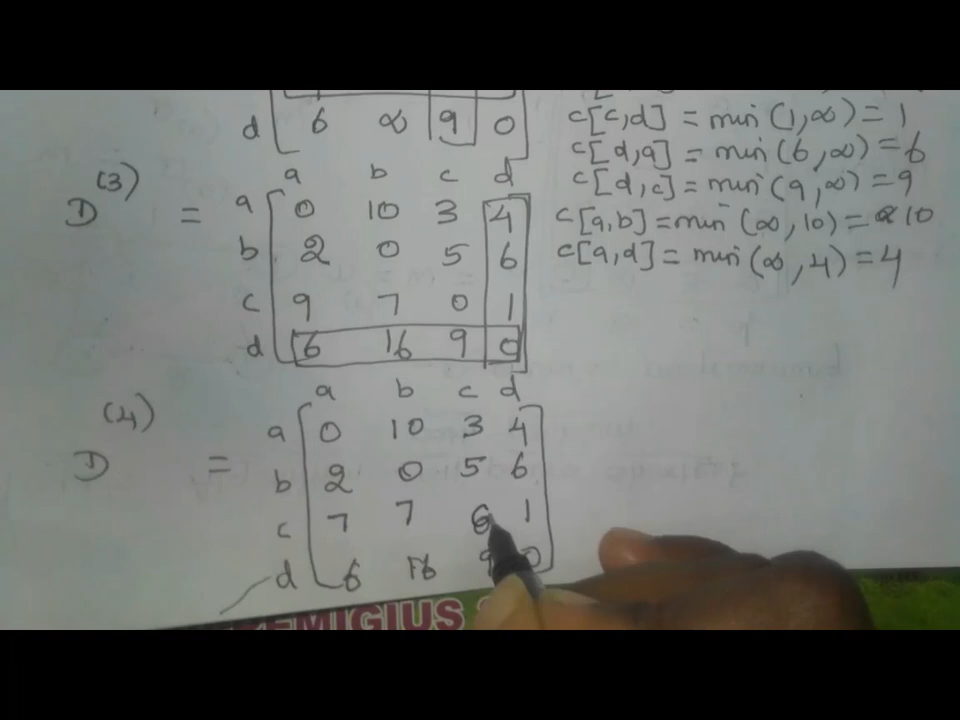 d 6 ∞ 9 0
c[c,d] = min (1,∞) = 1
c[d,a] = min (6,∞) = 6
c[d,c] = min (9,∞) = 9
c[a,b] = min (∞,10) = 10
c[a,d] = min (∞,4) = 4
a b c d
D(3) = a 0 10 3 4
b 2 0 5 6
c 9 7 0 1
d 6 16 9 0
a b c d
D(4) = a 0 10 3 4
b 2 0 5 6
c 7 7 1
d 6 16 9 0
REMIGIUS